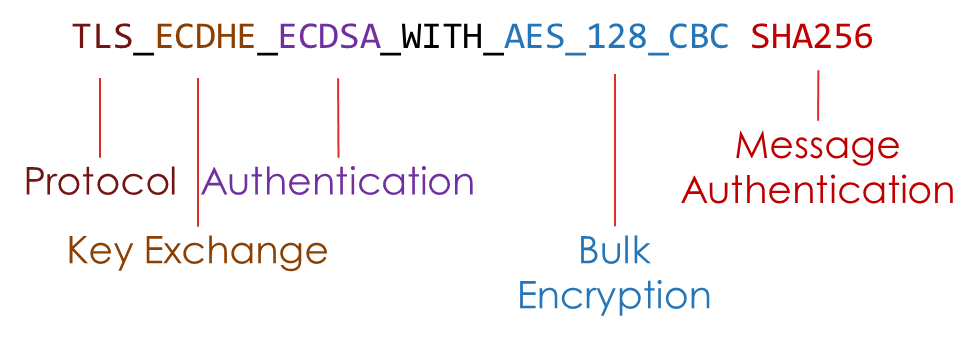 TLS_ECDHE_ECDSA_WITH_AES_128_CBC SHA256
Protocol
Authentication
Message
Authentication
Key Exchange
Bulk
Encryption